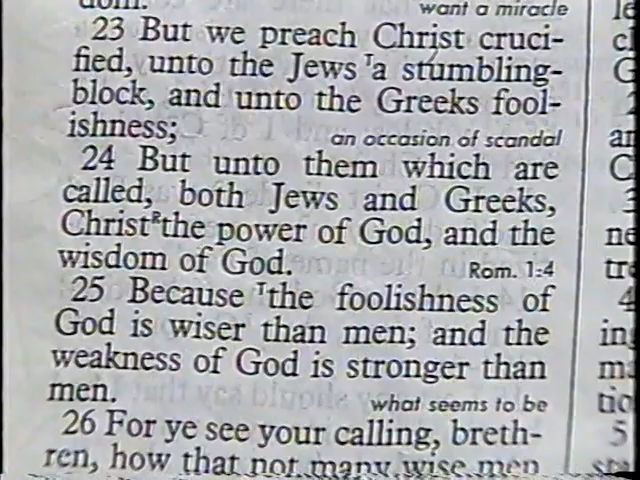 want a miracle
23 But we preach Christ cruci-
fied, unto the Jews ᵀa stumbling-
block, and unto the Greeks fool-
ishness; an occasion of scandal
24 But unto them which are
called, both Jews and Greeks,
Christᴿthe power of God, and the
wisdom of God. Rom. 1:4
25 Because ᵀthe foolishness of
God is wiser than men; and the
weakness of God is stronger than
men. what seems to be
26 For ye see your calling, breth-
ren, how that not many wise men